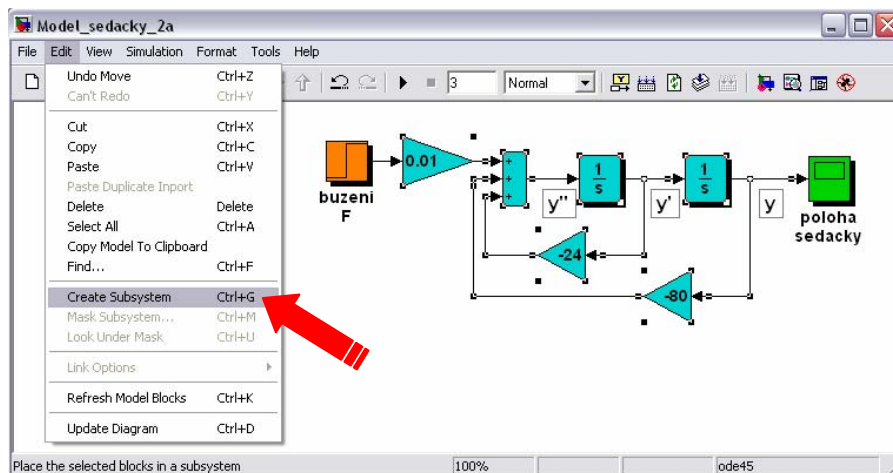 Model_sedacky_2a
File Edit View Simulation Format Tools Help
3 Normal
Undo Move Ctrl+Z
Can't Redo Ctrl+Y
Cut Ctrl+X
Copy Ctrl+C
Paste Ctrl+V
Paste Duplicate Inport
Delete Delete
Select All Ctrl+A
Copy Model To Clipboard
Find... Ctrl+F
Create Subsystem Ctrl+G
Mask Subsystem... Ctrl+M
Look Under Mask Ctrl+U
Link Options
Refresh Model Blocks Ctrl+K
Update Diagram Ctrl+D
buzeni
F
0.01
+
+
+
y''
1
s
y'
1
s
y
poloha
sedacky
-24
-80
Place the selected blocks in a subsystem 100% ode45